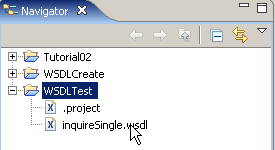 Navigator
Tutorial02
WSDLCreate
WSDLTest
.project
inquireSingle.wsdl